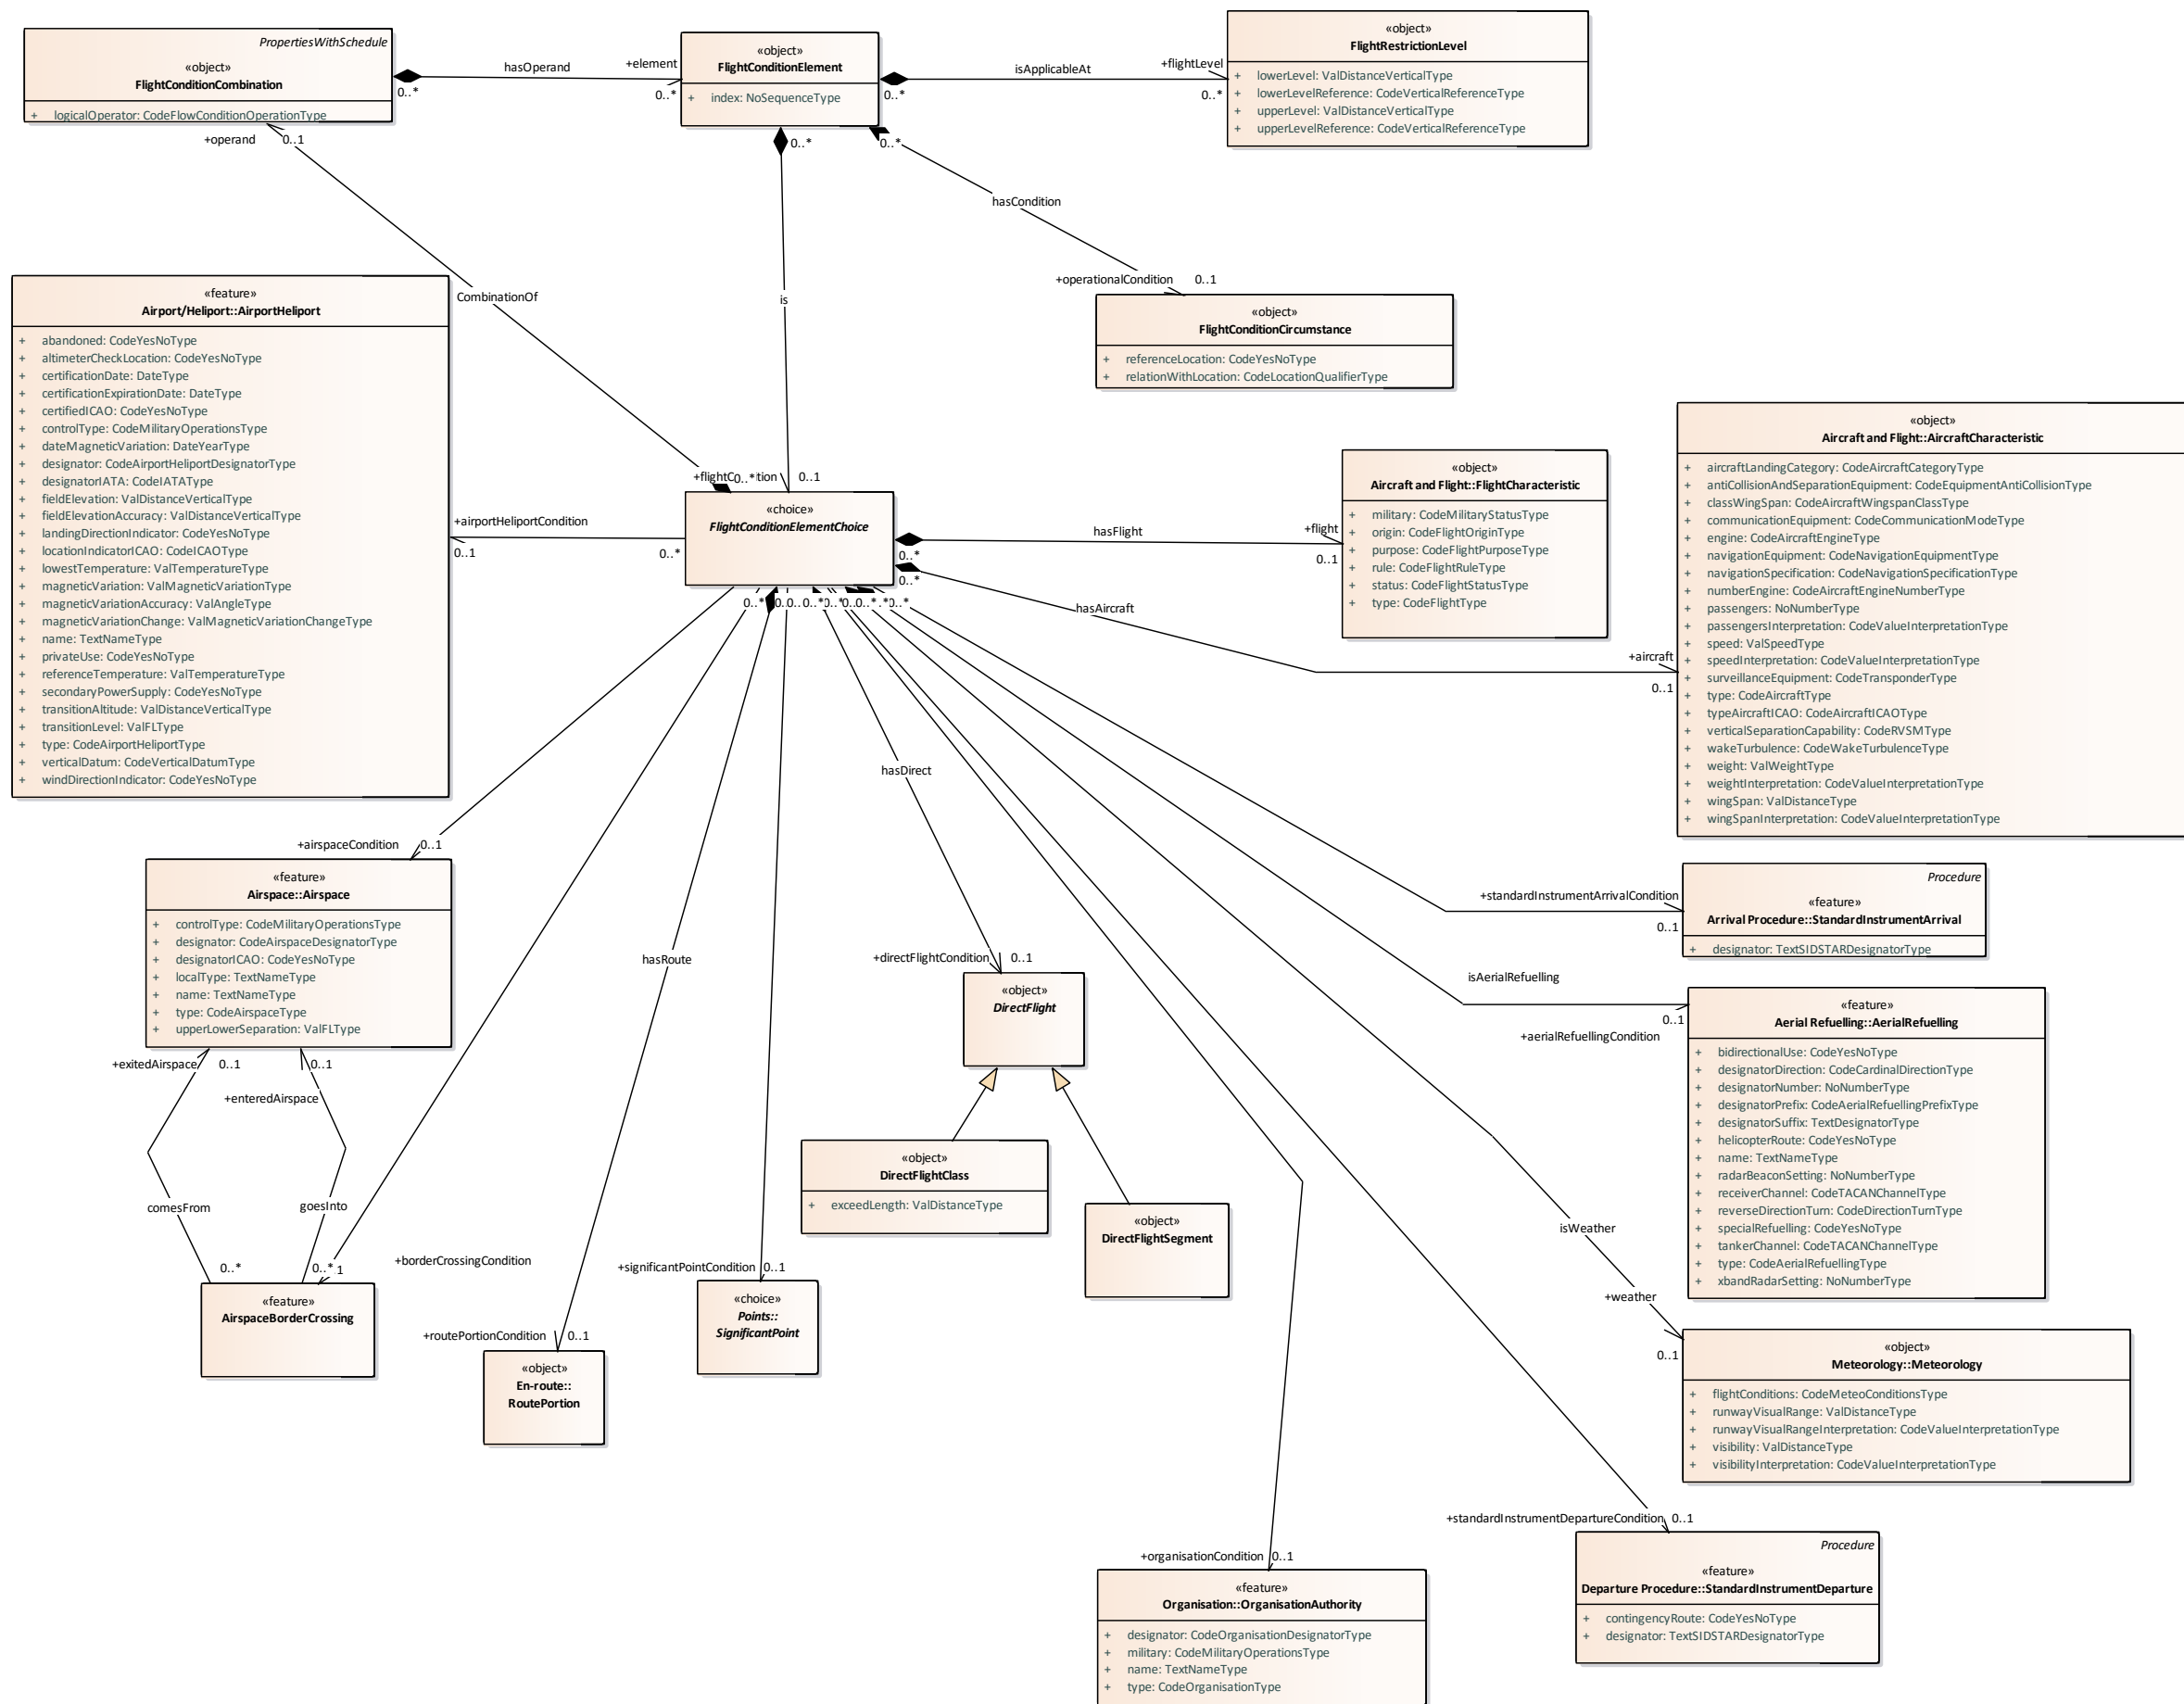 PropertiesWithSchedule
«object»
FlightConditionCombination
+ logicalOperator: CodeFlowConditionOperationType
hasOperand
+element
0..*
0..*
«object»
FlightConditionElement
+ index: NoSequenceType
isApplicableAt
+flightLevel
0..*
0..*
«object»
FlightRestrictionLevel
+ lowerLevel: ValDistanceVerticalType
+ lowerLevelReference: CodeVerticalReferenceType
+ upperLevel: ValDistanceVerticalType
+ upperLevelReference: CodeVerticalReferenceType
+operand
0..1
0..*
0..*
hasCondition
+operationalCondition
0..1
CombinationOf
is
«object»
FlightConditionCircumstance
+ referenceLocation: CodeYesNoType
+ relationWithLocation: CodeLocationQualifierType
«feature»
Airport/Heliport::AirportHeliport
+ abandoned: CodeYesNoType
+ altimeterCheckLocation: CodeYesNoType
+ certificationDate: DateType
+ certificationExpirationDate: DateType
+ certifiedICAO: CodeYesNoType
+ controlType: CodeMilitaryOperationsType
+ dateMagneticVariation: DateYearType
+ designator: CodeAirportHeliportDesignatorType
+ designatorIATA: CodeIATAType
+ fieldElevation: ValDistanceVerticalType
+ fieldElevationAccuracy: ValDistanceVerticalType
+ landingDirectionIndicator: CodeYesNoType
+ locationIndicatorICAO: CodeICAOType
+ lowestTemperature: ValTemperatureType
+ magneticVariation: ValMagneticVariationType
+ magneticVariationAccuracy: ValAngleType
+ magneticVariationChange: ValMagneticVariationChangeType
+ name: TextNameType
+ privateUse: CodeYesNoType
+ referenceTemperature: ValTemperatureType
+ secondaryPowerSupply: CodeYesNoType
+ transitionAltitude: ValDistanceVerticalType
+ transitionLevel: ValFLType
+ type: CodeAirportHeliportType
+ verticalDatum: CodeVerticalDatumType
+ windDirectionIndicator: CodeYesNoType
0..*
0..1
+airportHeliportCondition
0..1
0..*
«choice»
FlightConditionElementChoice
hasFlight
+flight
0..*
0..1
0..*
hasAircraft
+aircraft
0..1
«object»
Aircraft and Flight::FlightCharacteristic
+ military: CodeMilitaryStatusType
+ origin: CodeFlightOriginType
+ purpose: CodeFlightPurposeType
+ rule: CodeFlightRuleType
+ status: CodeFlightStatusType
+ type: CodeFlightType
«object»
Aircraft and Flight::AircraftCharacteristic
+ aircraftLandingCategory: CodeAircraftCategoryType
+ antiCollisionAndSeparationEquipment: CodeEquipmentAntiCollisionType
+ classWingSpan: CodeAircraftWingspanClassType
+ communicationEquipment: CodeCommunicationModeType
+ engine: CodeAircraftEngineType
+ navigationEquipment: CodeNavigationEquipmentType
+ navigationSpecification: CodeNavigationSpecificationType
+ numberEngine: CodeAircraftEngineNumberType
+ passengers: NoNumberType
+ passengersInterpretation: CodeValueInterpretationType
+ speed: ValSpeedType
+ speedInterpretation: CodeValueInterpretationType
+ surveillanceEquipment: CodeTransponderType
+ type: CodeAircraftType
+ typeAircraftICAO: CodeAircraftICAOType
+ verticalSeparationCapability: CodeRVSMType
+ wakeTurbulence: CodeWakeTurbulenceType
+ weight: ValWeightType
+ weightInterpretation: CodeValueInterpretationType
+ wingSpan: ValDistanceType
+ wingSpanInterpretation: CodeValueInterpretationType
0..*
0..*
hasDirect
+airspaceCondition
0..1
«feature»
Airspace::Airspace
+ controlType: CodeMilitaryOperationsType
+ designator: CodeAirspaceDesignatorType
+ designatorICAO: CodeYesNoType
+ localType: TextNameType
+ name: TextNameType
+ type: CodeAirspaceType
+ upperLowerSeparation: ValFLType
hasRoute
+directFlightCondition
0..1
«object»
DirectFlight
+standardInstrumentArrivalCondition
0..1
Procedure
«feature»
Arrival Procedure::StandardInstrumentArrival
+ designator: TextSIDSTARDesignatorType
isAerialRefuelling
0..1
+aerialRefuellingCondition
«feature»
Aerial Refuelling::AerialRefuelling
+ bidirectionalUse: CodeYesNoType
+ designatorDirection: CodeCardinalDirectionType
+ designatorNumber: NoNumberType
+ designatorPrefix: CodeAerialRefuellingPrefixType
+ designatorSuffix: TextDesignatorType
+ helicopterRoute: CodeYesNoType
+ name: TextNameType
+ radarBeaconSetting: NoNumberType
+ receiverChannel: CodeTACANChannelType
+ reverseDirectionTurn: CodeDirectionTurnType
+ specialRefuelling: CodeYesNoType
+ tankerChannel: CodeTACANChannelType
+ type: CodeAerialRefuellingType
+ xbandRadarSetting: NoNumberType
+exitedAirspace
0..1
0..1
+enteredAirspace
comesFrom
goesInto
0..*
0..*
1
+borderCrossingCondition
«feature»
AirspaceBorderCrossing
«object»
DirectFlightClass
+ exceedLength: ValDistanceType
«object»
DirectFlightSegment
+significantPointCondition
0..1
«choice»
Points::
SignificantPoint
+routePortionCondition
0..1
«object»
En-route::
RoutePortion
isWeather
+weather
0..1
«object»
Meteorology::Meteorology
+ flightConditions: CodeMeteoConditionsType
+ runwayVisualRange: ValDistanceType
+ runwayVisualRangeInterpretation: CodeValueInterpretationType
+ visibility: ValDistanceType
+ visibilityInterpretation: CodeValueInterpretationType
+standardInstrumentDepartureCondition
0..1
Procedure
«feature»
Departure Procedure::StandardInstrumentDeparture
+ contingencyRoute: CodeYesNoType
+ designator: TextSIDSTARDesignatorType
+organisationCondition
0..1
«feature»
Organisation::OrganisationAuthority
+ designator: CodeOrganisationDesignatorType
+ military: CodeMilitaryOperationsType
+ name: TextNameType
+ type: CodeOrganisationType